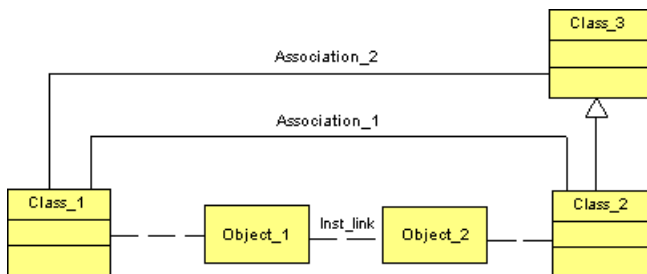 Class_3
Association_2
Association_1
Class_1
Class_2
Object_1
Inst_link
Object_2